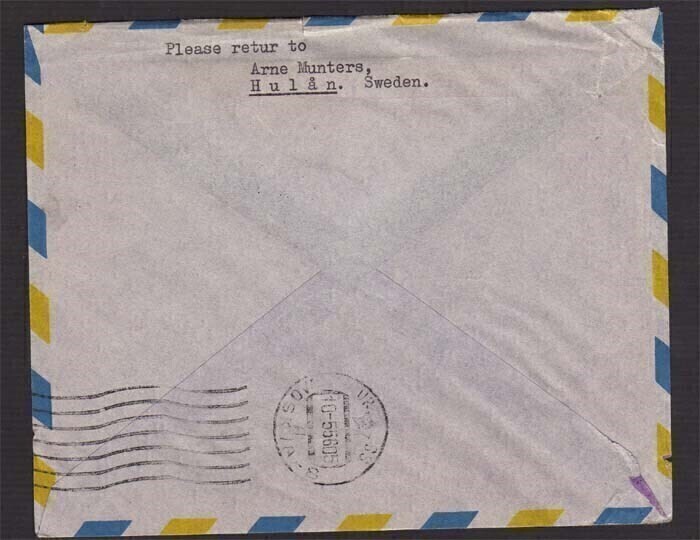 Please retur to
Arne Munters,
Hulån. Sweden.